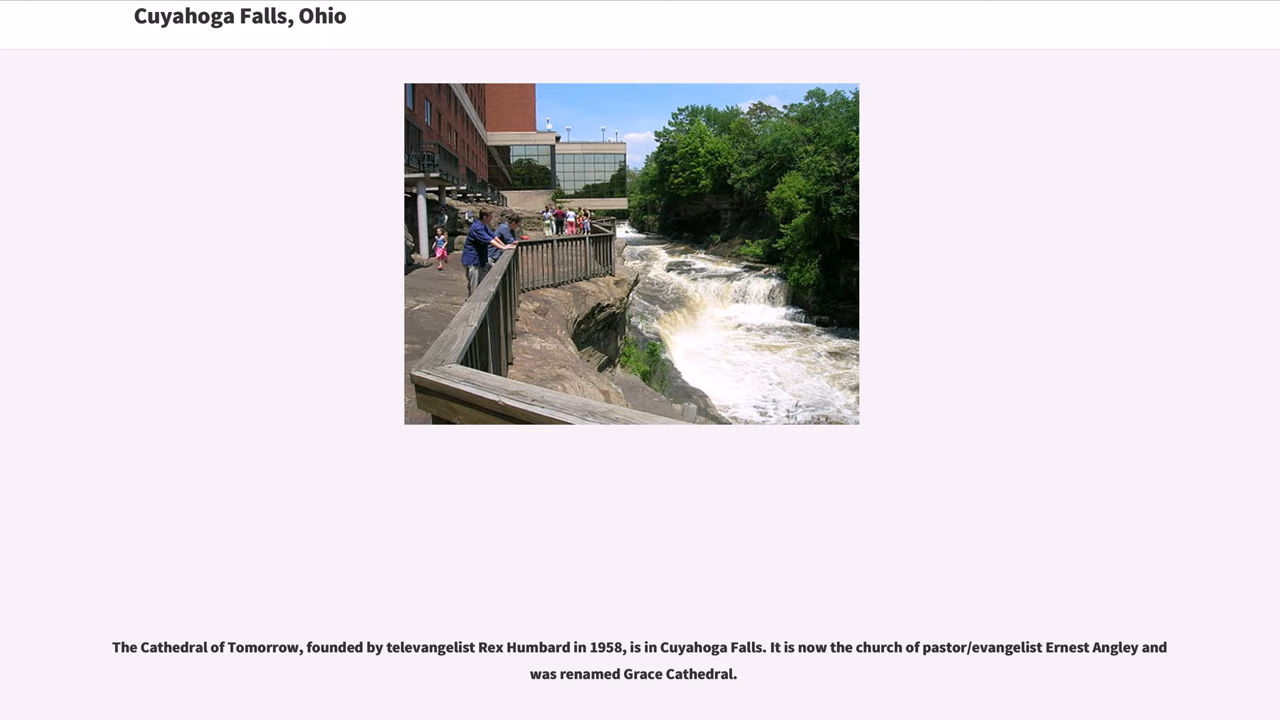 Cuyahoga Falls, Ohio
The Cathedral of Tomorrow, founded by televangelist Rex Humbard in 1958, is in Cuyahoga Falls. It is now the church of pastor/evangelist Ernest Angley and
was renamed Grace Cathedral.